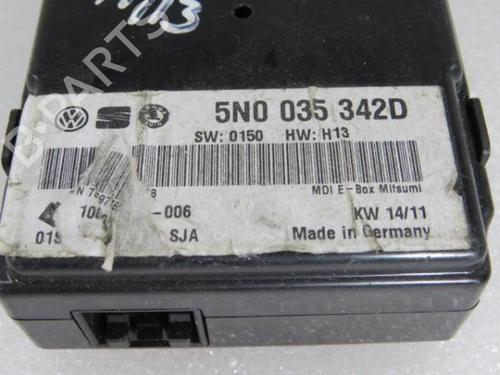 5N0 035 342D
SW: 0150 HW: H13
MDI E-Box Mitsumi
-006 KW 14/11
SJA Made in Germany
B-PARTS